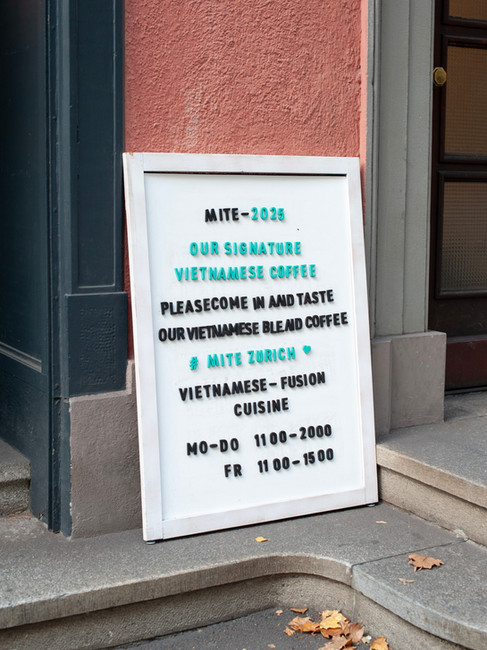 MITE-2025
OUR SIGNATURE
VIETNAMESE COFFEE
PLEASECOME IN AND TASTE
OUR VIETNAMESE BLEND COFFEE
# MITE ZURICH ♥
VIETNAMESE-FUSION
CUISINE
MO-DO 1100-2000
FR 1100-1500